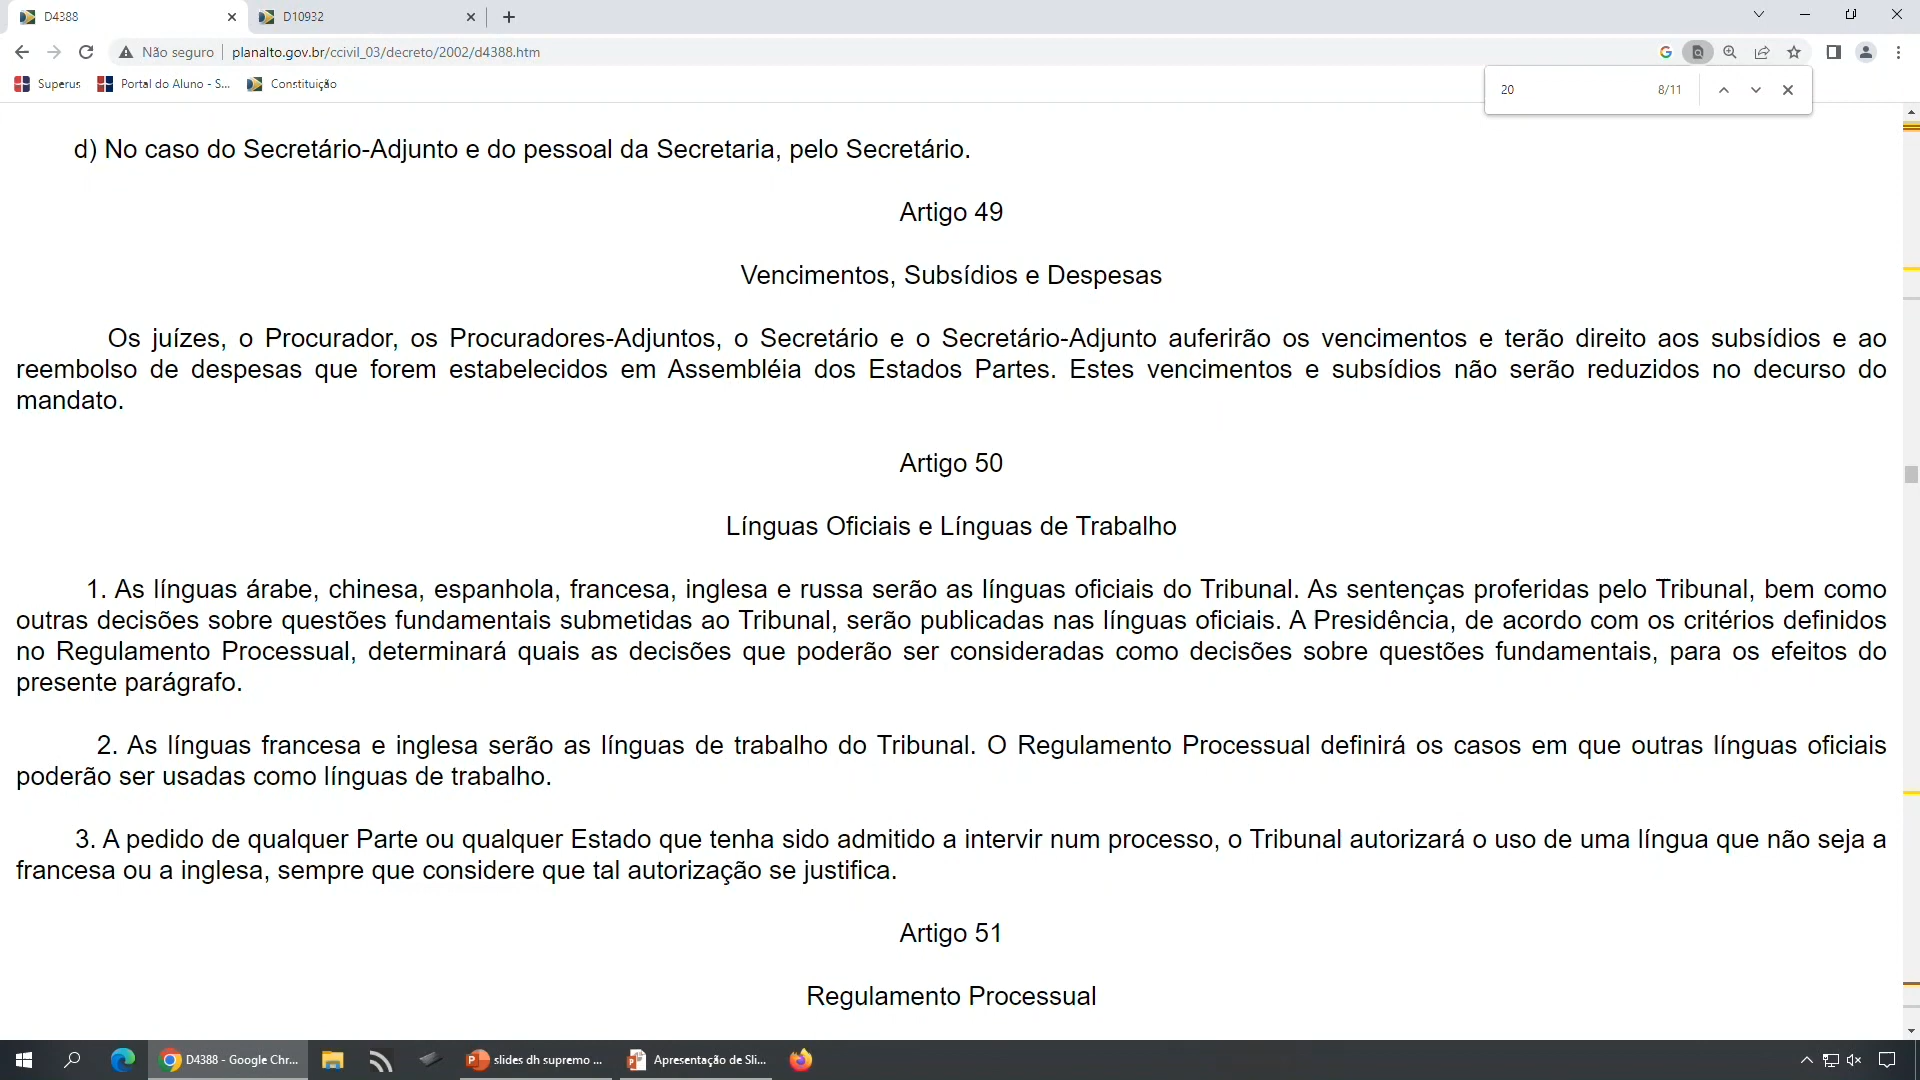 D4388
D10932
Não seguro
planalto.gov.br/ccivil_03/decreto/2002/d4388.htm
Superus
Portal do Aluno - S...
Constituição
20
8/11
d) No caso do Secretário-Adjunto e do pessoal da Secretaria, pelo Secretário.
Artigo 49
Vencimentos, Subsídios e Despesas
Os juízes, o Procurador, os Procuradores-Adjuntos, o Secretário e o Secretário-Adjunto auferirão os vencimentos e terão direito aos subsídios e ao
reembolso de despesas que forem estabelecidos em Assembléia dos Estados Partes. Estes vencimentos e subsídios não serão reduzidos no decurso do
mandato.
Artigo 50
Línguas Oficiais e Línguas de Trabalho
1. As línguas árabe, chinesa, espanhola, francesa, inglesa e russa serão as línguas oficiais do Tribunal. As sentenças proferidas pelo Tribunal, bem como
outras decisões sobre questões fundamentais submetidas ao Tribunal, serão publicadas nas línguas oficiais. A Presidência, de acordo com os critérios definidos
no Regulamento Processual, determinará quais as decisões que poderão ser consideradas como decisões sobre questões fundamentais, para os efeitos do
presente parágrafo.
2. As línguas francesa e inglesa serão as línguas de trabalho do Tribunal. O Regulamento Processual definirá os casos em que outras línguas oficiais
poderão ser usadas como línguas de trabalho.
3. A pedido de qualquer Parte ou qualquer Estado que tenha sido admitido a intervir num processo, o Tribunal autorizará o uso de uma língua que não seja a
francesa ou a inglesa, sempre que considere que tal autorização se justifica.
Artigo 51
Regulamento Processual
D4388 - Google Chr...
slides dh supremo ...
Apresentação de Sli...